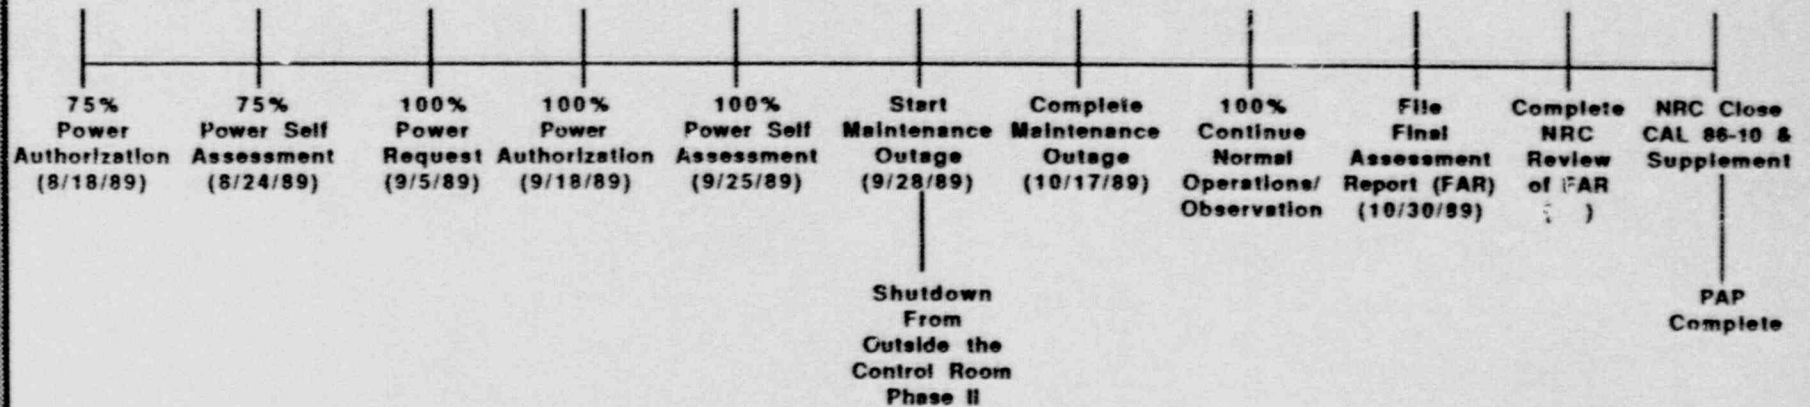 75%
Power
Authorization
(8/18/89)
75%
Power Self
Assessment
(8/24/89)
100%
Power
Request
(9/5/89)
100%
Power
Authorization
(9/18/89)
100%
Power Self
Assessment
(9/25/89)
Start
Maintenance
Outage
(9/28/89)
Complete
Maintenance
Outage
(10/17/89)
100%
Continue
Normal
Operations/
Observation
File
Final
Assessment
Report (FAR)
(10/30/89)
Complete
NRC
Review
of FAR
( )
NRC Close
CAL 86-10 &
Supplement
Shutdown
From
Outside the
Control Room
Phase II
PAP
Complete